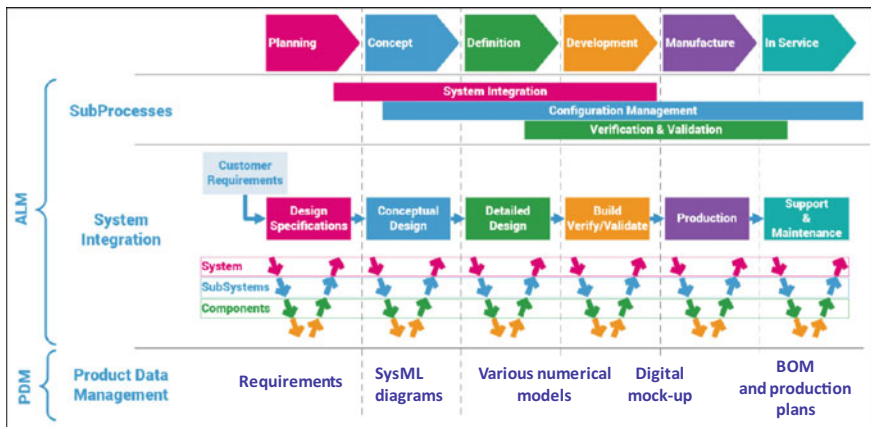 Planning
Concept
Definition
Development
Manufacture
In Service
ALM
SubProcesses
System Integration
Configuration Management
Verification & Validation
Customer
Requirements
System
Integration
Design
Specifications
Conceptual
Design
Detailed
Design
Build
Verify/Validate
Production
Support
&
Maintenance
System
SubSystems
Components
PDM
Product Data
Management
Requirements
SysML
diagrams
Various numerical
models
Digital
mock-up
BOM
and production
plans